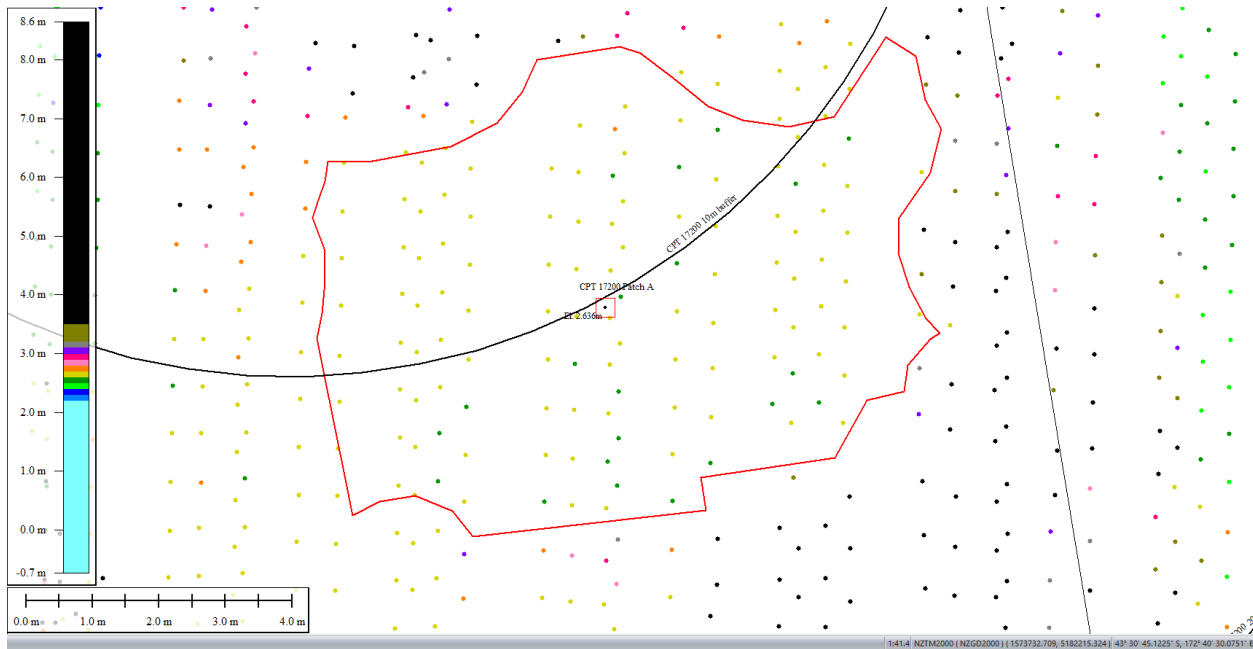 8.6 m
8.0 m
7.0 m
6.0 m
5.0 m
4.0 m
3.0 m
2.0 m
1.0 m
0.0 m
-0.7 m
CPT 17200 10m buffer
CPT 17200 Patch A
El. 2.636m
0.0 m 1.0 m 2.0 m 3.0 m 4.0 m
1:41.4 NZTM2000 ( NZGD2000 ) ( 1573732.709, 5182215.324 ) 43° 30' 45.1225" S, 172° 40' 30.0751" E